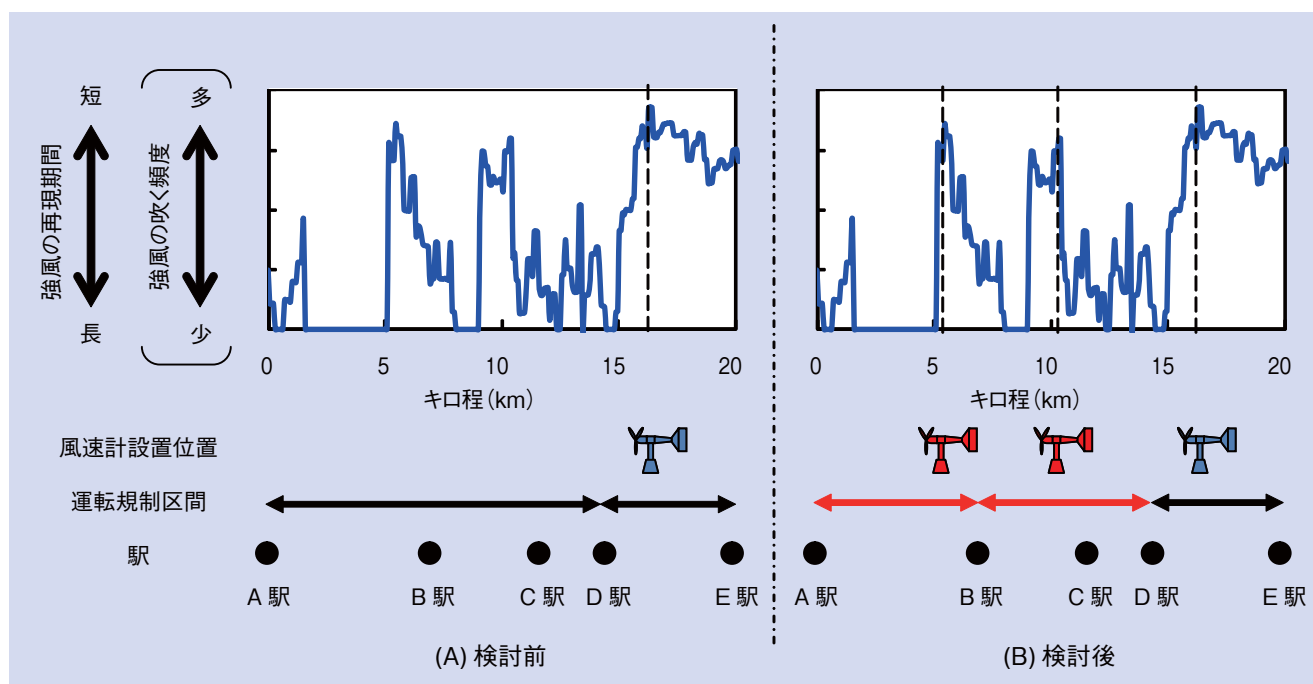 短 多
強風の再現期間
強風の吹く頻度
長 少
0 5 10 15 20
キロ程（km）
0 5 10 15 20
キロ程（km）
風速計設置位置
運転規制区間
駅
A 駅 B 駅 C 駅 D 駅 E 駅
A 駅 B 駅 C 駅 D 駅 E 駅
(A) 検討前
(B) 検討後